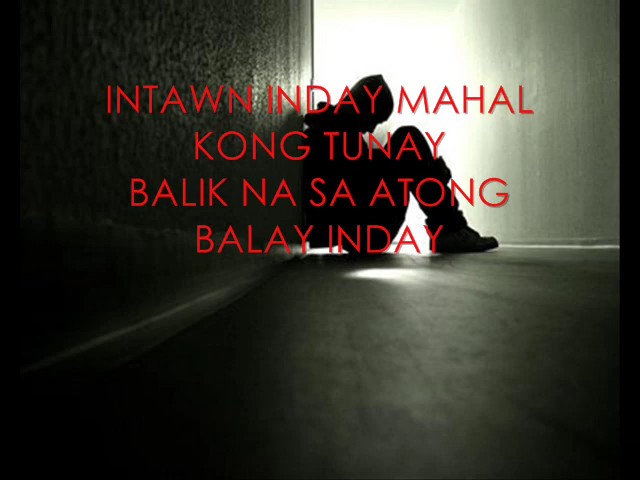 INTAWN INDAY MAHAL
KONG TUNAY
BALIK NA SA ATONG
BALAY INDAY